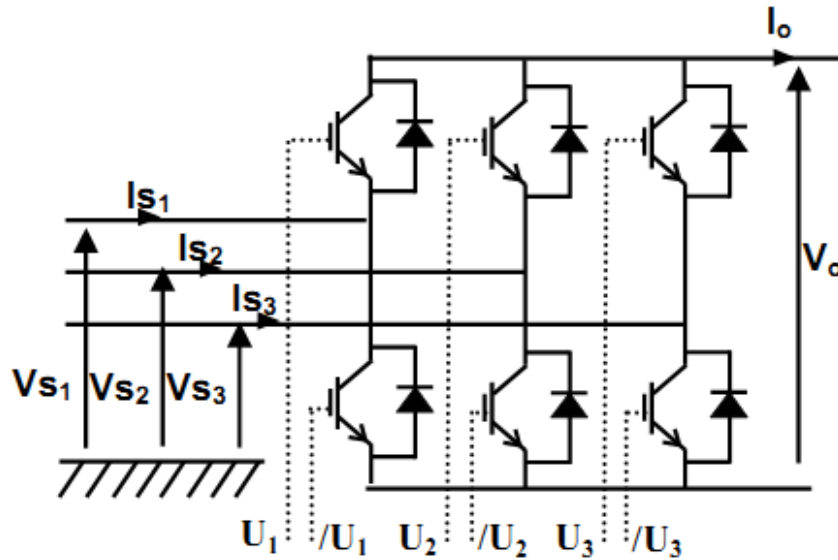 Io
Is1
Is2
Is3
Vo
Vs1 Vs2 Vs3
U1 /U1 U2 /U2 U3 /U3